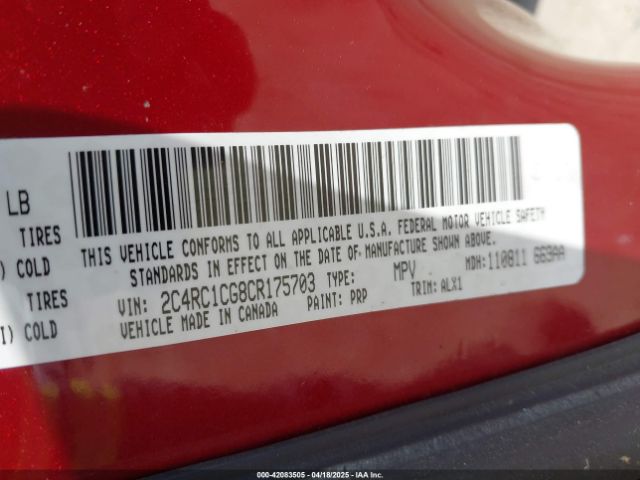 LB
TIRES
) COLD
TIRES
I) COLD
THIS VEHICLE CONFORMS TO ALL APPLICABLE U.S.A. FEDERAL MOTOR VEHICLE SAFETY
STANDARDS IN EFFECT ON THE DATE OF MANUFACTURE SHOWN ABOVE.
VIN: 2C4RC1CG8CR175703 TYPE: MPV MDH: 110811 669AA
VEHICLE MADE IN CANADA PAINT: PRP TRIM: ALX1
000-42083505 - 04/18/2025 - IAA Inc.